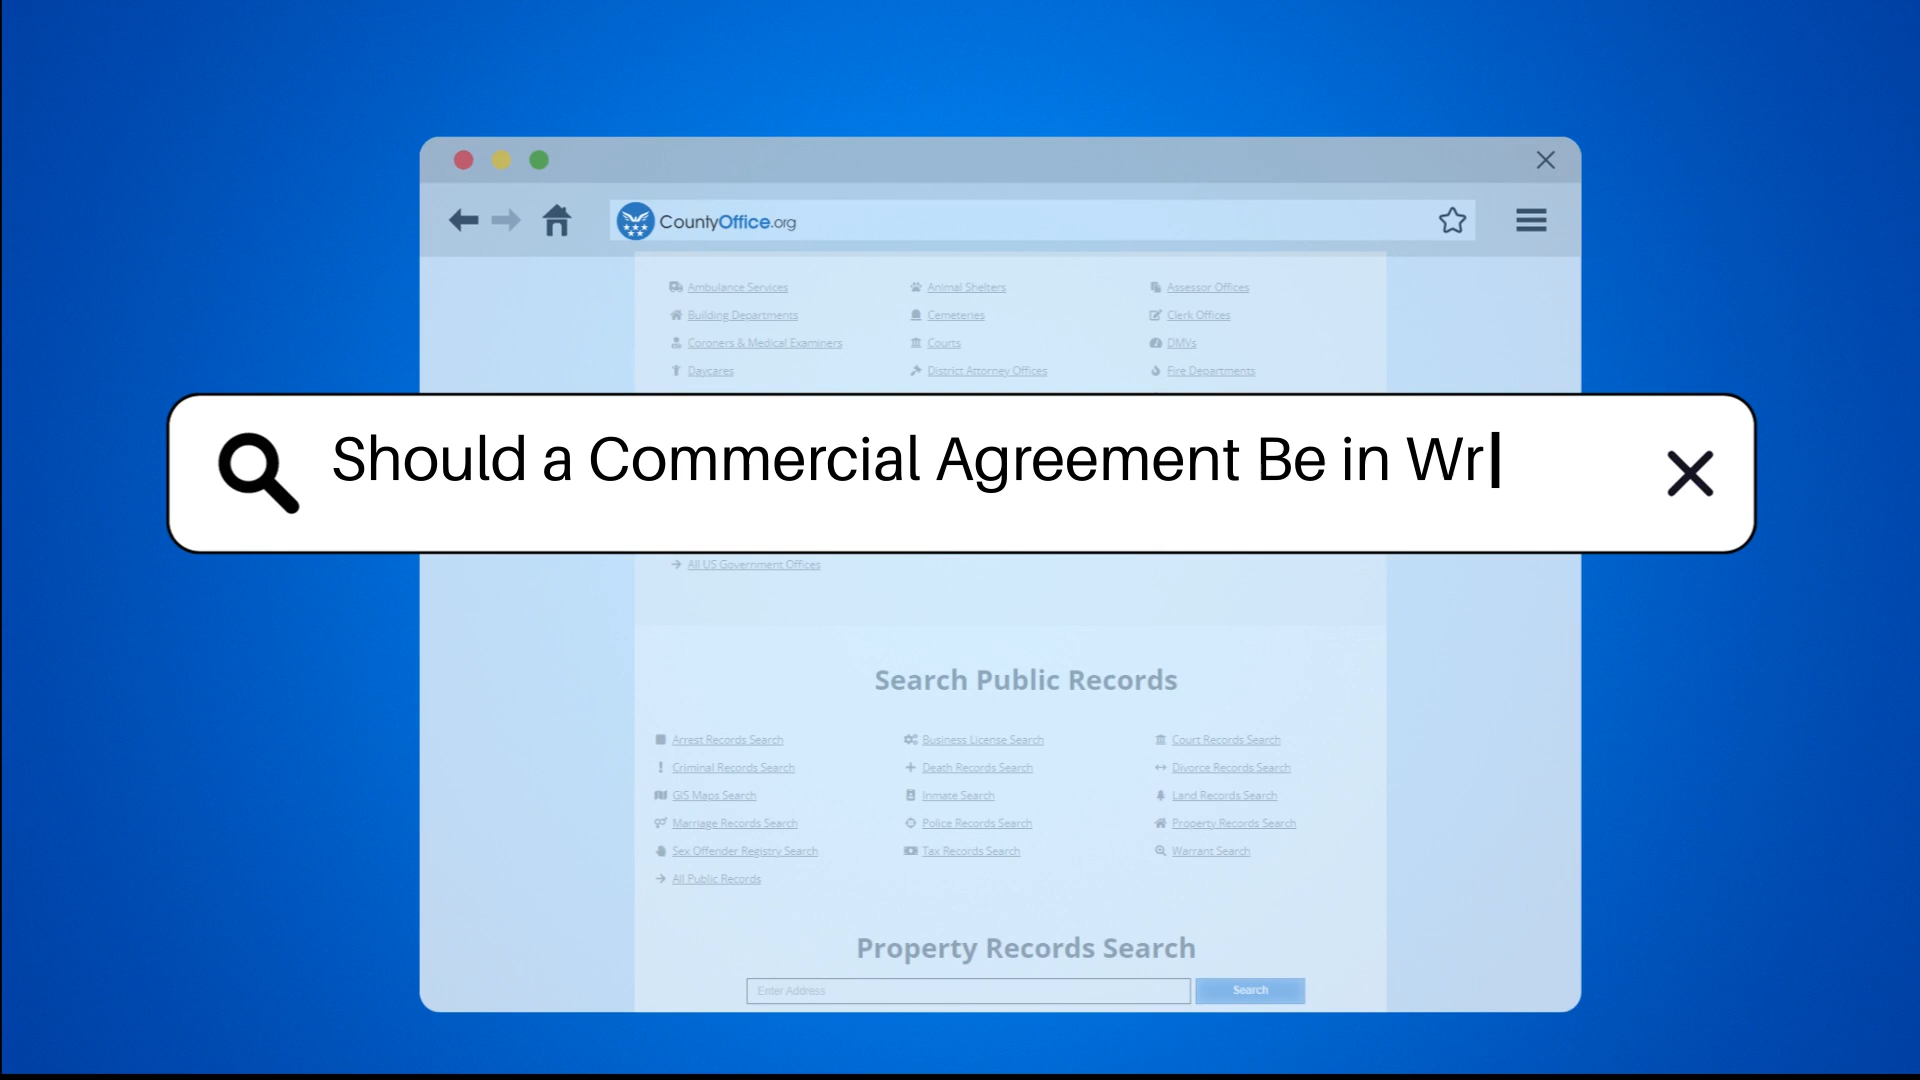 CountyOffice.org
Ambulance Services Animal Shelters Assessor Offices
Building Departments Cemeteries Clerk Offices
Coroners & Medical Examiners Courts DMVs
Daycares District Attorney Offices Fire Departments
Should a Commercial Agreement Be in Wr
All US Government Offices
Search Public Records
Arrest Records Search Business License Search Court Records Search
Criminal Records Search Death Records Search Divorce Records Search
GIS Maps Search Inmate Search Land Records Search
Marriage Records Search Police Records Search Property Records Search
Sex Offender Registry Search Tax Records Search Warrant Search
All Public Records
Property Records Search
Enter Address Search